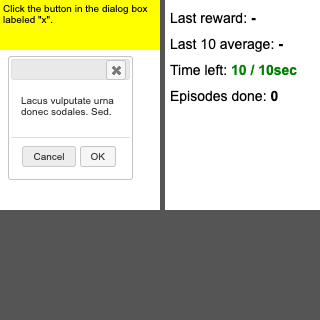 Click the button in the dialog box
labeled "x".
Lacus vulputate urna
donec sodales. Sed.
Cancel
OK
Last reward: -
Last 10 average: -
Time left: 10 / 10sec
Episodes done: 0